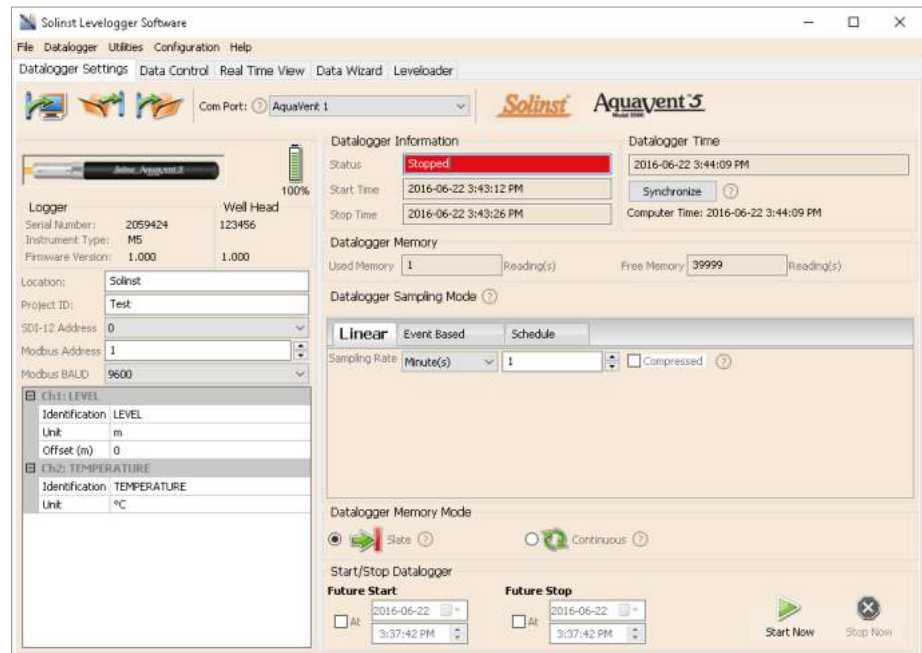 Solinst Levelogger Software
File Datalogger Utilities Configuration Help
Datalogger Settings Data Control Real Time View Data Wizard Leveloader
Com Port: ? AquaVent 1 Solinst Aquavent 5
Datalogger Information Datalogger Time
Status Stopped 2016-06-22 3:44:09 PM
100% Start Time 2016-06-22 3:43:12 PM Synchronize ?
Logger Well Head Stop Time 2016-06-22 3:43:26 PM Computer Time: 2016-06-22 3:44:09 PM
Serial Number: 2059424 123456
Instrument Type: M5 Datalogger Memory
Firmware Version: 1.000 1.000 Used Memory 1 Reading(s) Free Memory 39999 Reading(s)
Location: Solinst
Project ID: Test Datalogger Sampling Mode ?
SDI-12 Address 0 Linear Event Based Schedule
Modbus Address 1 Sampling Rate Minute(s) 1 Compressed ?
Modbus BAUD 9600
Ch1: LEVEL
Identification LEVEL
Unit m
Offset (m) 0
Ch2: TEMPERATURE
Identification TEMPERATURE
Unit °C
Datalogger Memory Mode
Slate ? Continuous ?
Start/Stop Datalogger
Future Start Future Stop
At 2016-06-22 At 2016-06-22
3:37:42 PM 3:37:42 PM Start Now Stop Now